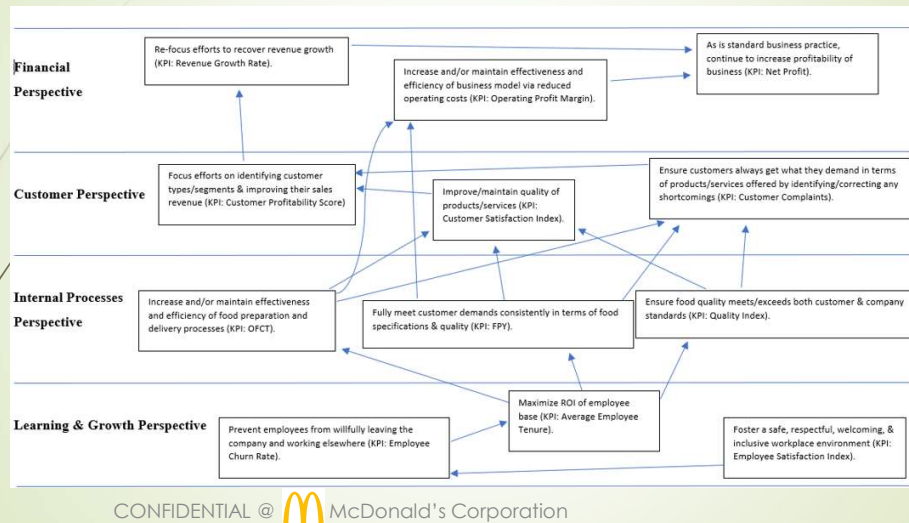 Financial
Perspective
Re-focus efforts to recover revenue growth
(KPI: Revenue Growth Rate).
Increase and/or maintain effectiveness and
efficiency of business model via reduced
operating costs (KPI: Operating Profit Margin).
As is standard business practice,
continue to increase profitability of
business (KPI: Net Profit).
Customer Perspective
Focus efforts on identifying customer
types/segments & improving their sales
revenue (KPI: Customer Profitability Score)
Improve/maintain quality of
products/services (KPI:
Customer Satisfaction Index).
Ensure customers always get what they demand in terms
of products/services offered by identifying/correcting any
shortcomings (KPI: Customer Complaints).
Internal Processes
Perspective
Increase and/or maintain effectiveness
and efficiency of food preparation and
delivery processes (KPI: OFCT).
Fully meet customer demands consistently in terms of food
specifications & quality (KPI: FPY).
Ensure food quality meets/exceeds both customer & company
standards (KPI: Quality Index).
Learning & Growth Perspective
Prevent employees from willfully leaving the
company and working elsewhere (KPI: Employee
Churn Rate).
Maximize ROI of employee
base (KPI: Average Employee
Tenure).
Foster a safe, respectful, welcoming, &
inclusive workplace environment (KPI:
Employee Satisfaction Index).
CONFIDENTIAL @ McDonald's Corporation